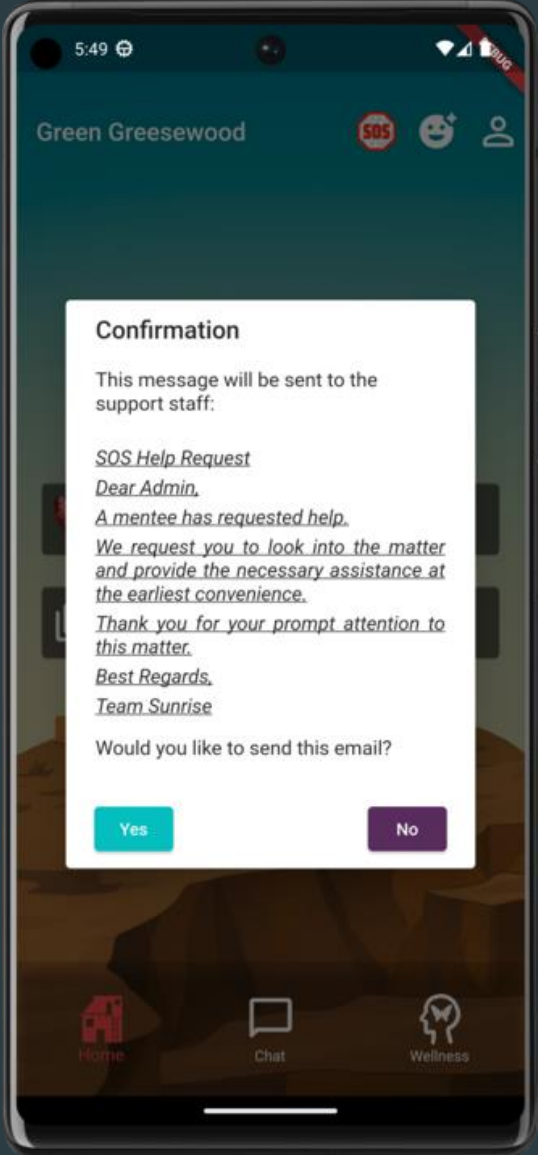 5:49
DEBUG
Green Greesewood
SOS
Confirmation
This message will be sent to the
support staff:
SOS Help Request
Dear Admin,
A mentee has requested help.
We request you to look into the matter
and provide the necessary assistance at
the earliest convenience.
Thank you for your prompt attention to
this matter.
Best Regards,
Team Sunrise
Would you like to send this email?
Yes
No
Home
Chat
Wellness